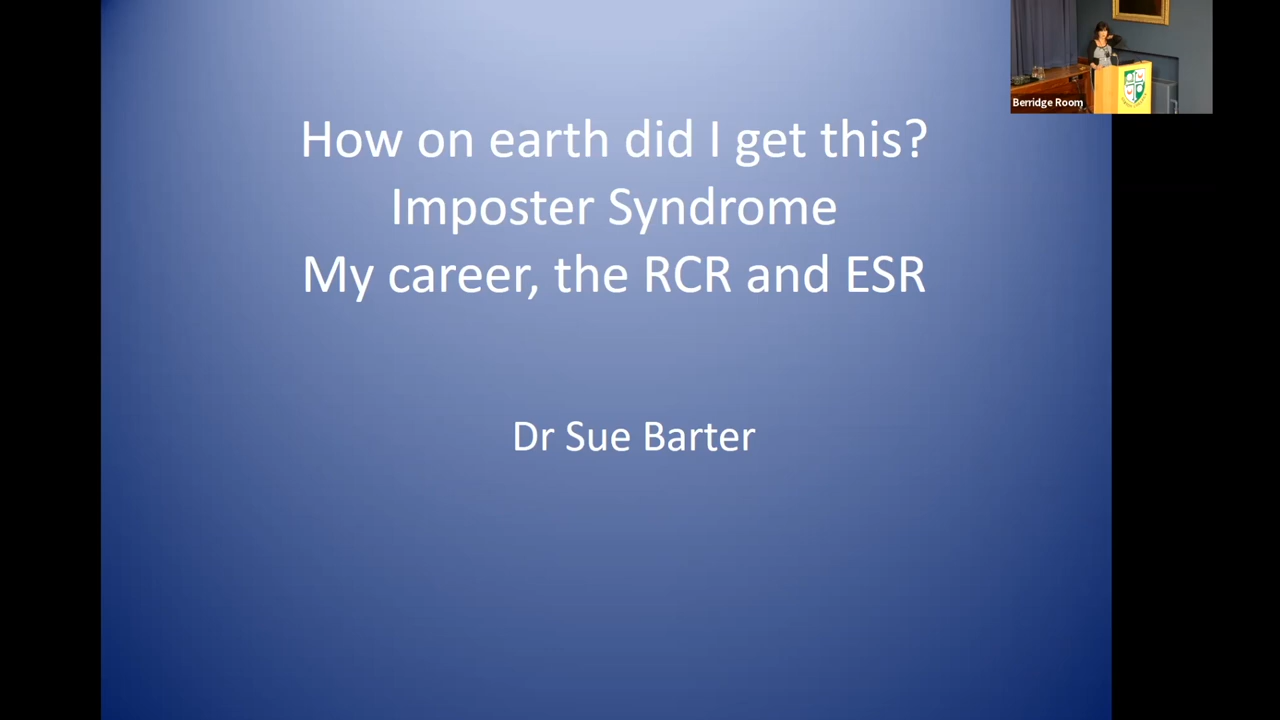 How on earth did I get this?
Imposter Syndrome
My career, the RCR and ESR
Dr Sue Barter
Berridge Room